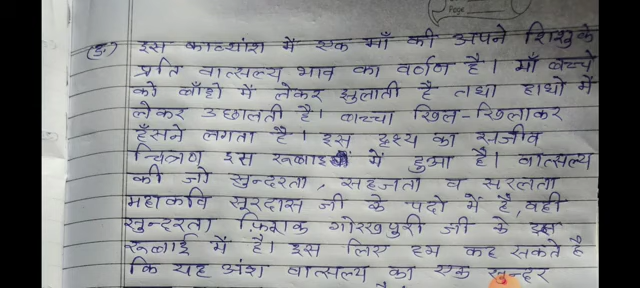 Page
(ङ) इस काव्यांश में एक माँ की अपने शिशु के
प्रति वात्सल्य भाव का वर्णन है। माँ बच्चे
को बाँहो में लेकर झुलाती है तथा हाथों में
लेकर उछालती है। बच्चा खिल-खिलाकर
हँसने लगता है। इस दृश्य का सजीव
चित्रण इस रूबाई में हुआ है। वात्सल्य
की जो सुन्दरता, सहजता व सरलता
महाकवि सूरदास जी के पदो में है, वही
सुन्दरता फ़िराक गोरखपुरी जी के इस
रूबाई में है। इस लिए हम कह सकते है
कि यह अंश वात्सल्य का एक सुन्दर